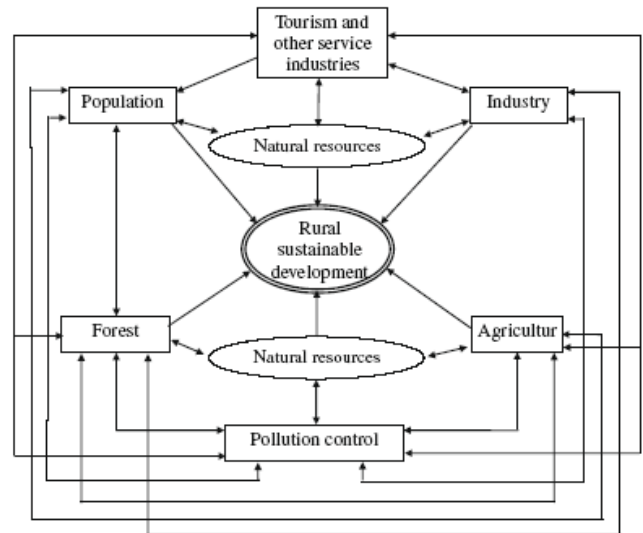 Tourism and
other service
industries
Population
Industry
Natural resources
Rural
sustainable
development
Forest
Agricultur
Natural resources
Pollution control